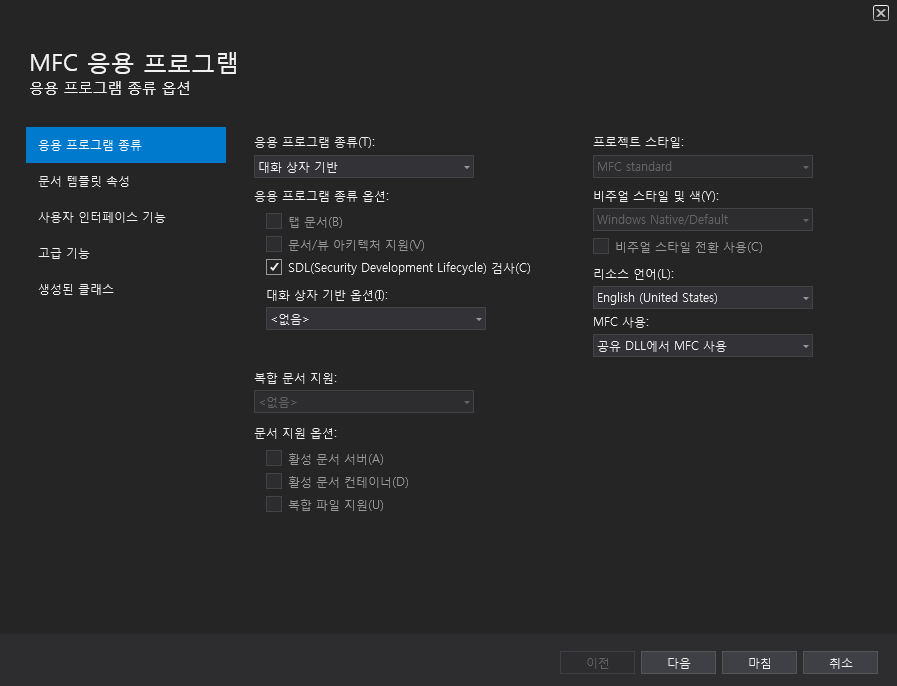 MFC 응용 프로그램
응용 프로그램 종류 옵션
응용 프로그램 종류
문서 템플릿 속성
사용자 인터페이스 기능
고급 기능
생성된 클래스
응용 프로그램 종류(T):
대화 상자 기반
응용 프로그램 종류 옵션:
탭 문서(B)
문서/뷰 아키텍처 지원(V)
SDL(Security Development Lifecycle) 검사(C)
대화 상자 기반 옵션(I):
<없음>
복합 문서 지원:
<없음>
문서 지원 옵션:
활성 문서 서버(A)
활성 문서 컨테이너(D)
복합 파일 지원(U)
프로젝트 스타일:
MFC standard
비주얼 스타일 및 색(Y):
Windows Native/Default
비주얼 스타일 전환 사용(C)
리소스 언어(L):
English (United States)
MFC 사용:
공유 DLL에서 MFC 사용
이전
다음
마침
취소